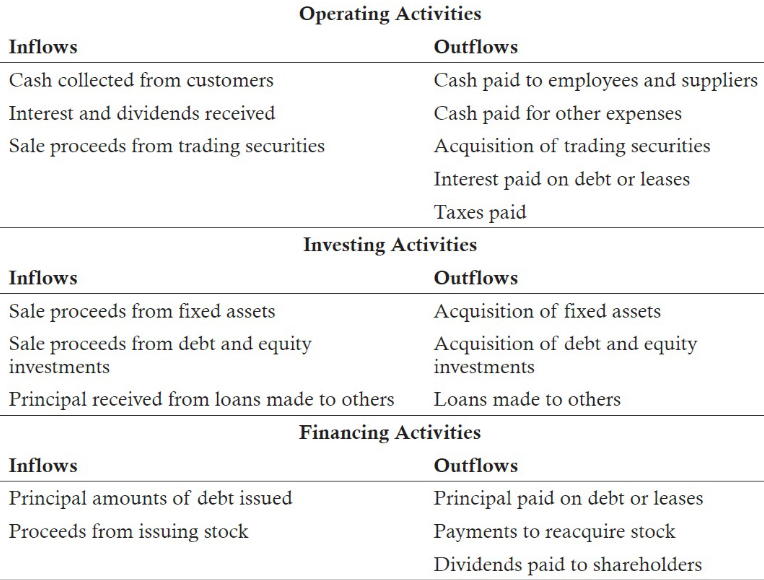 Operating Activities
Inflows Outflows
Cash collected from customers Cash paid to employees and suppliers
Interest and dividends received Cash paid for other expenses
Sale proceeds from trading securities Acquisition of trading securities
Interest paid on debt or leases
Taxes paid
Investing Activities
Inflows Outflows
Sale proceeds from fixed assets Acquisition of fixed assets
Sale proceeds from debt and equity Acquisition of debt and equity
investments investments
Principal received from loans made to others Loans made to others
Financing Activities
Inflows Outflows
Principal amounts of debt issued Principal paid on debt or leases
Proceeds from issuing stock Payments to reacquire stock
Dividends paid to shareholders